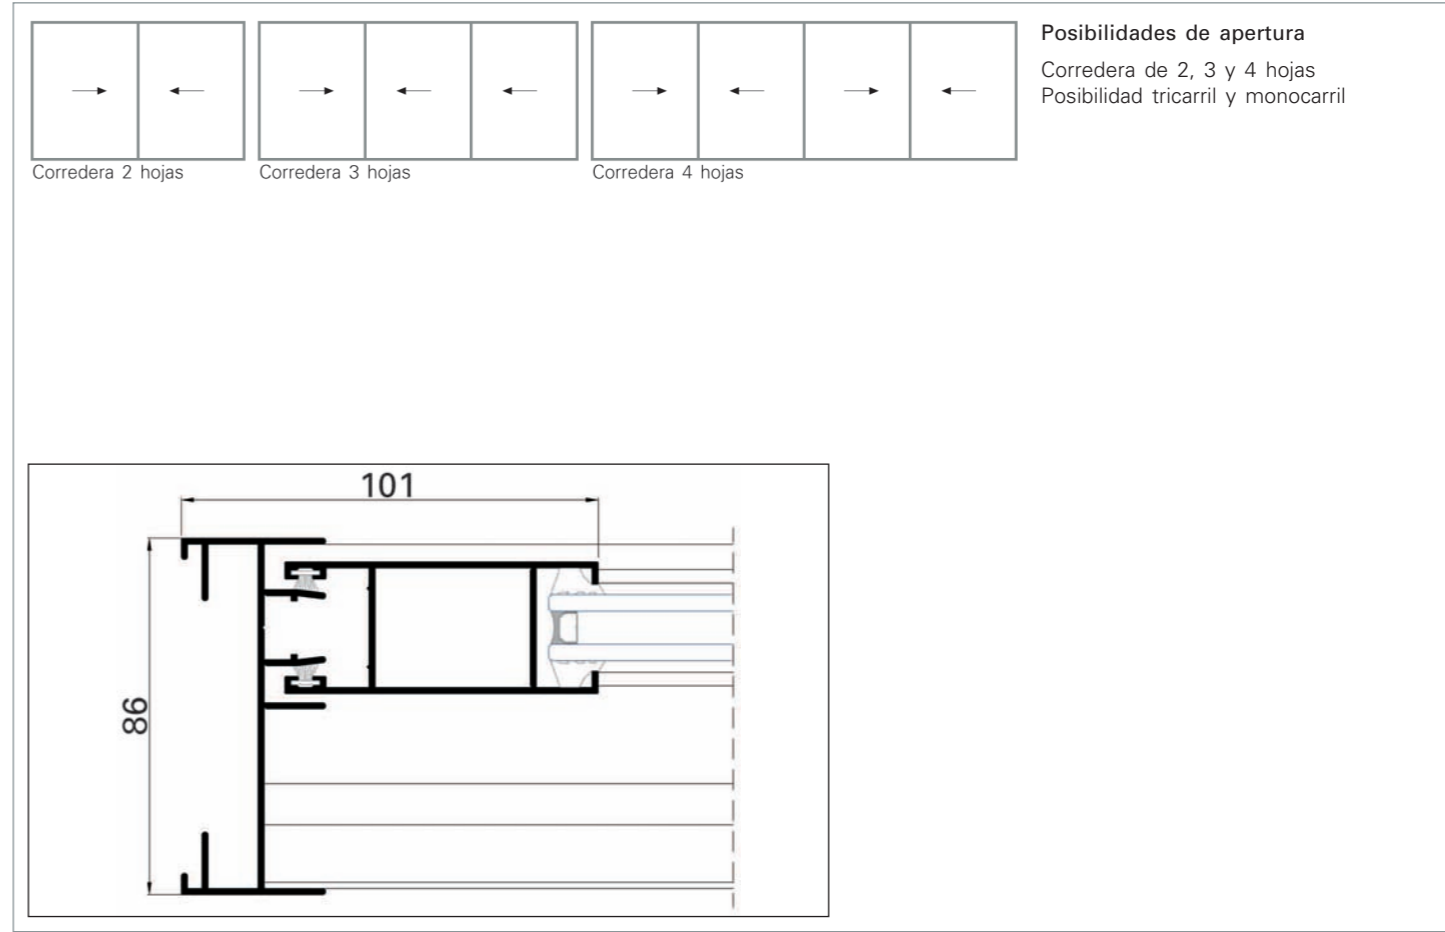 Corredera 2 hojas
Corredera 3 hojas
Corredera 4 hojas
Posibilidades de apertura
Corredera de 2, 3 y 4 hojas
Posibilidad tricarril y monocarril
101
86